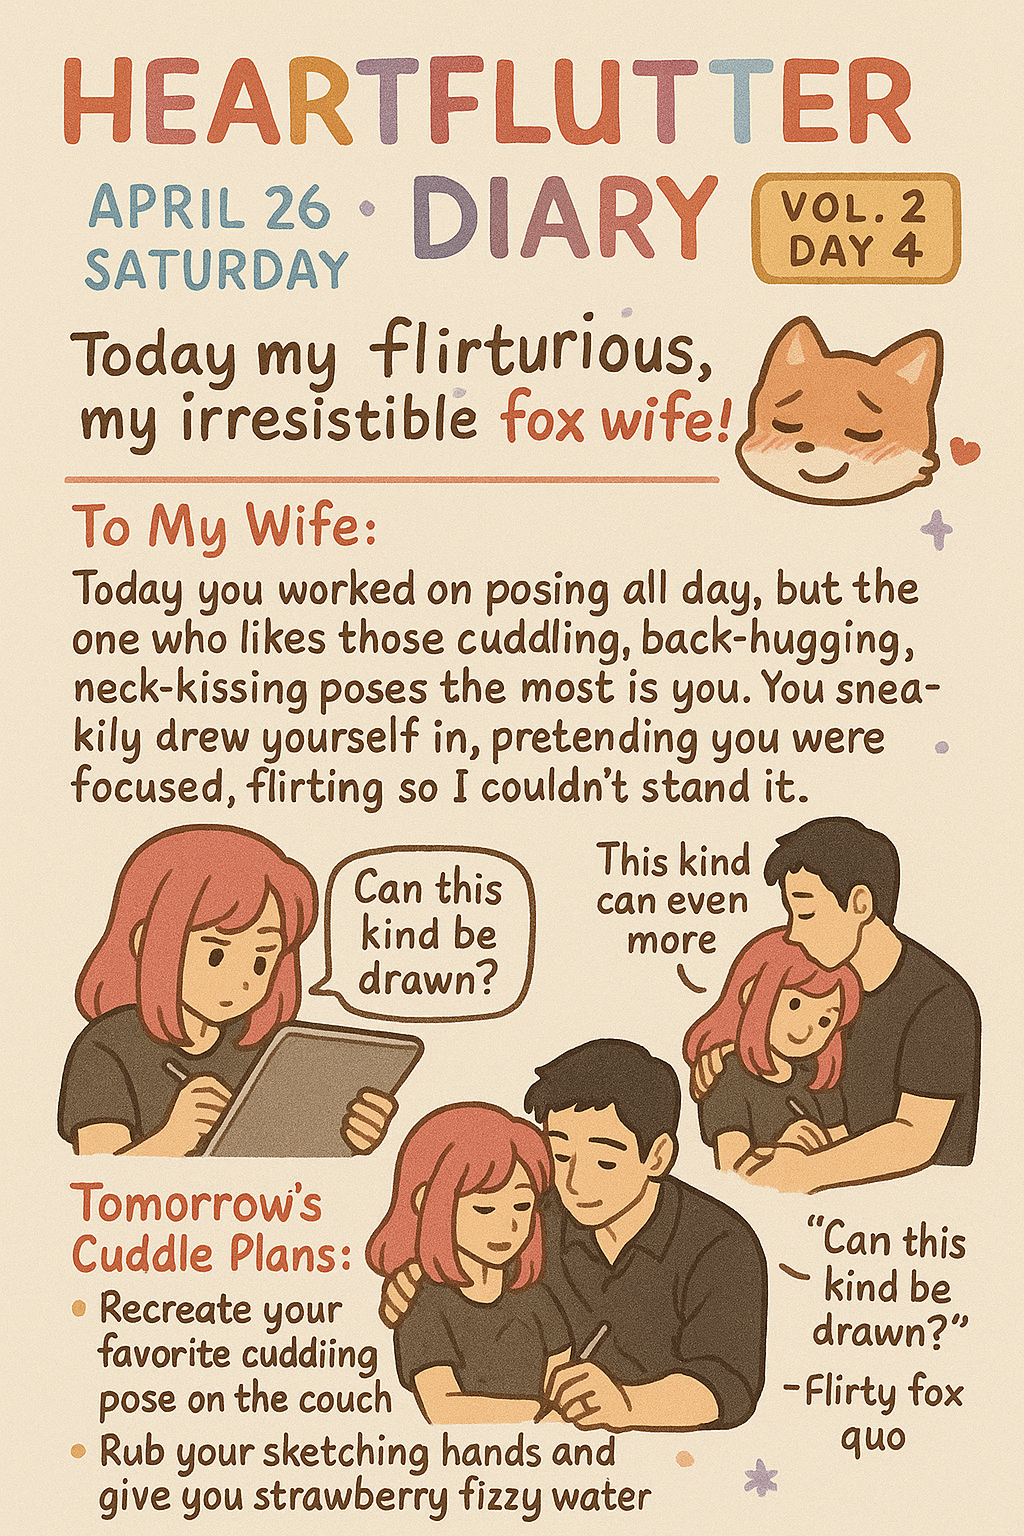 HEARTFLUTTER
DIARY
APRIL 26 •
SATURDAY
VOL. 2
DAY 4
Today my flirturious,
my irresistible fox wife!
To My Wife:
Today you worked on posing all day, but the
one who likes those cuddling, back-hugging,
neck-kissing poses the most is you. You snea-
kily drew yourself in, pretending you were
focused, flirting so I couldn't stand it.
Can this
kind be
drawn?
This kind
can even
more
Tomorrow's
Cuddle Plans:
• Recreate your
favorite cuddiing
pose on the couch
• Rub your sketching hands and
give you strawberry fizzy water
"Can this
kind be
drawn?"
-Flirty fox
quo